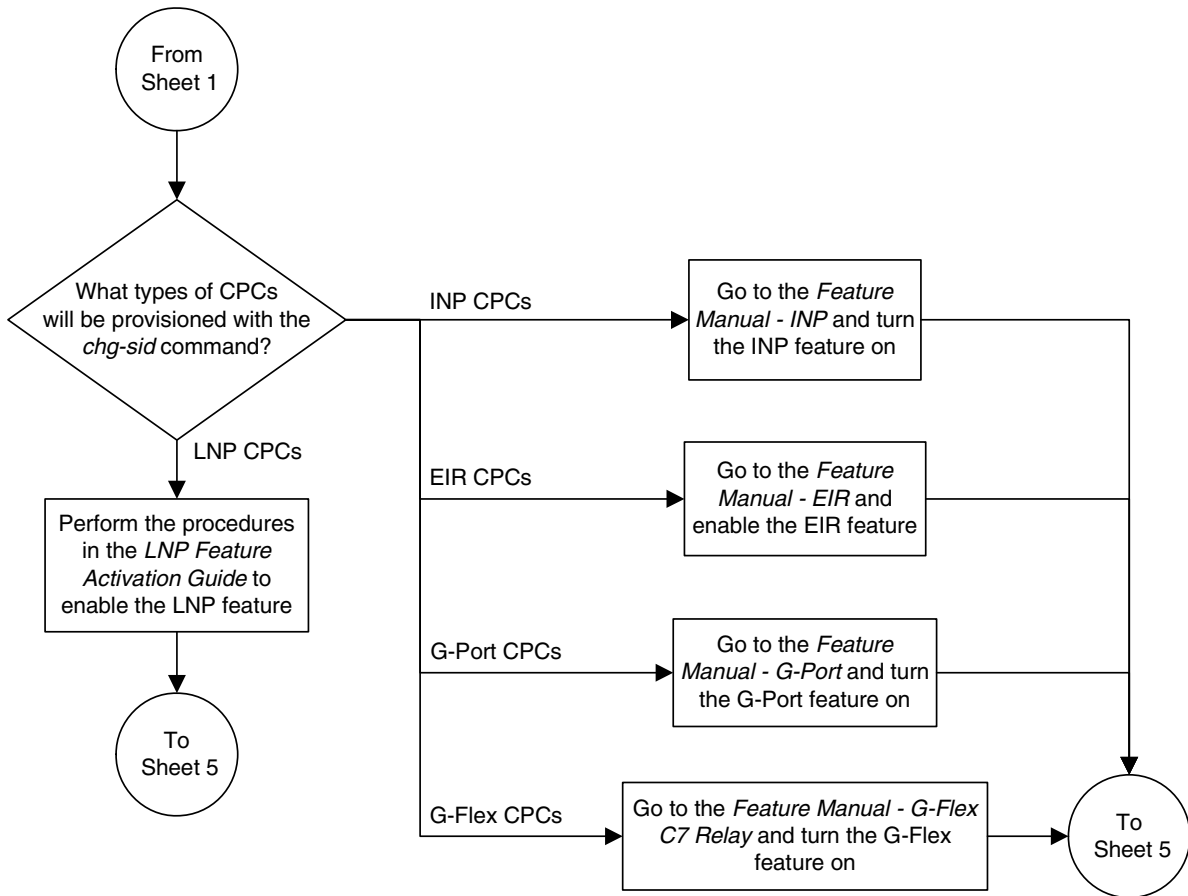 From
Sheet 1
What types of CPCs
will be provisioned with the
chg-sid command?
INP CPCs
Go to the Feature
Manual - INP and turn
the INP feature on
LNP CPCs
EIR CPCs
Go to the Feature
Manual - EIR and
enable the EIR feature
Perform the procedures
in the LNP Feature
Activation Guide to
enable the LNP feature
G-Port CPCs
Go to the Feature
Manual - G-Port and turn
the G-Port feature on
To
Sheet 5
G-Flex CPCs
Go to the Feature Manual - G-Flex
C7 Relay and turn the G-Flex
feature on
To
Sheet 5